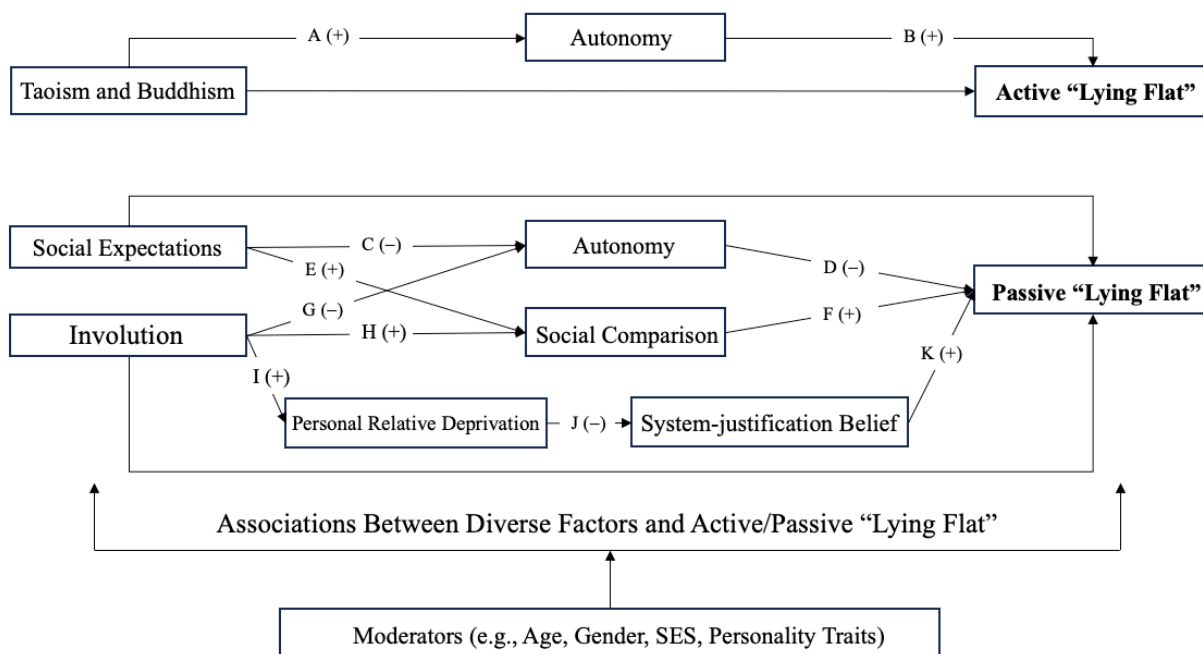 A (+)
Autonomy
B (+)
Taoism and Buddhism
Active “Lying Flat”
Social Expectations
C (–)
Autonomy
E (+)
D (–)
Passive “Lying Flat”
G (–)
F (+)
Involution
H (+)
Social Comparison
K (+)
I (+)
Personal Relative Deprivation
J (–)
System-justification Belief
Associations Between Diverse Factors and Active/Passive “Lying Flat”
Moderators (e.g., Age, Gender, SES, Personality Traits)